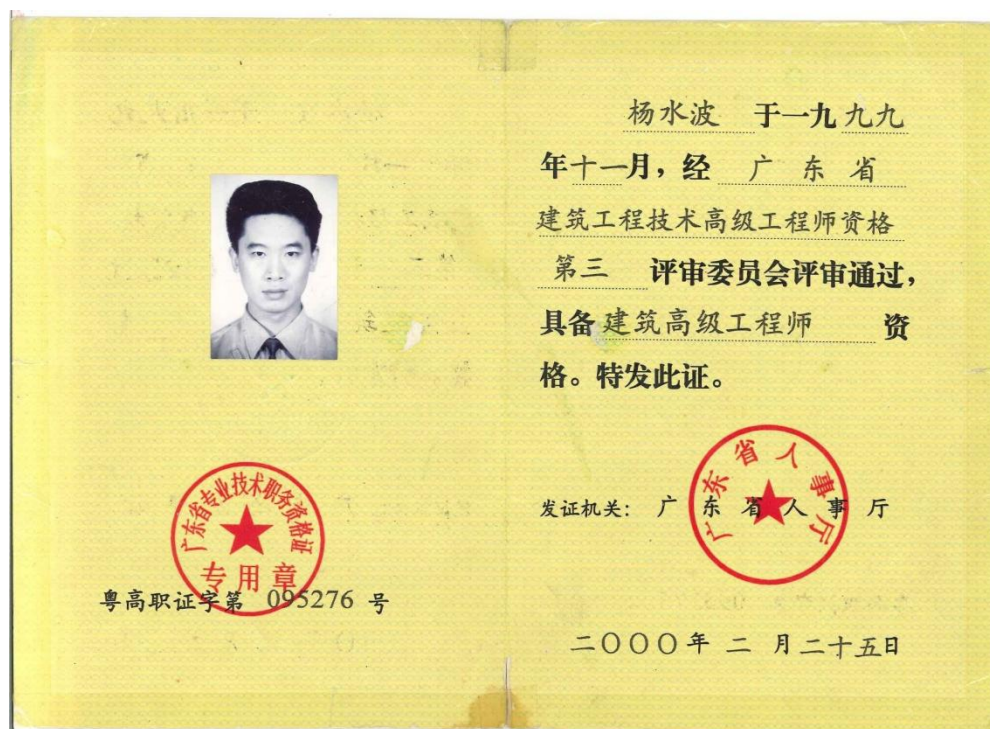 广东省专业技术职务资格证
专用章
粤高职证字第 095276 号
杨水波 于一九九九
年十一月，经 广东省
建筑工程技术高级工程师资格
第三 评审委员会评审通过，
具备建筑高级工程师 资
格。特发此证。
广东省人事厅
发证机关：广东省人事厅
二〇〇〇年二月二十五日